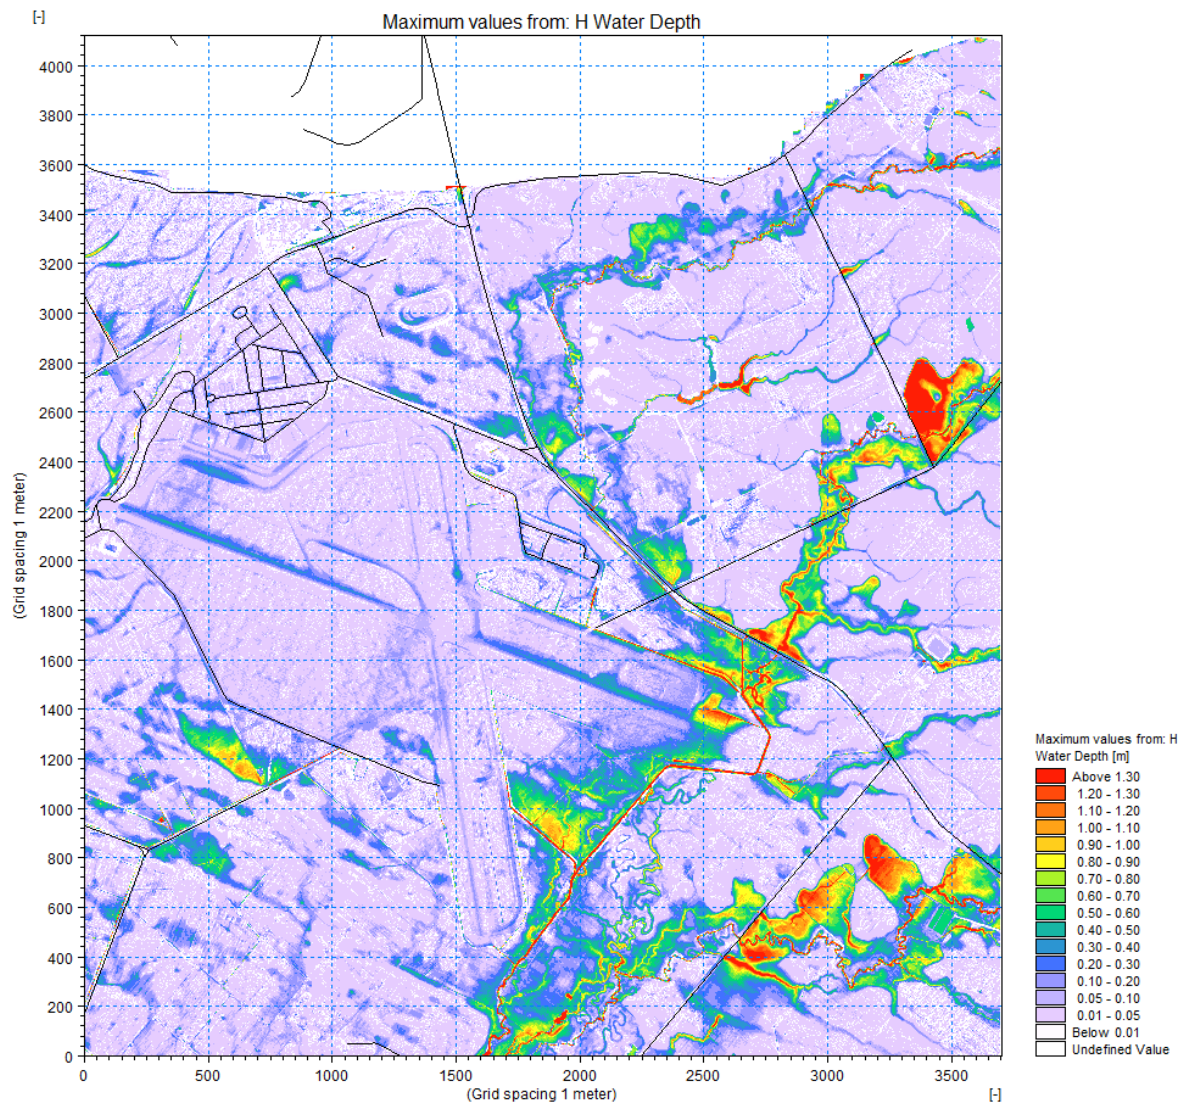 [-]
Maximum values from: H Water Depth
4000
3800
3600
3400
3200
3000
2800
2600
2400
2200
2000
1800
1600
1400
1200
1000
800
600
400
200
0
(Grid spacing 1 meter)
0 500 1000 1500 2000 2500 3000 3500
(Grid spacing 1 meter) [-]
Maximum values from: H
Water Depth [m]
Above 1.30
1.20 - 1.30
1.10 - 1.20
1.00 - 1.10
0.90 - 1.00
0.80 - 0.90
0.70 - 0.80
0.60 - 0.70
0.50 - 0.60
0.40 - 0.50
0.30 - 0.40
0.20 - 0.30
0.10 - 0.20
0.05 - 0.10
0.01 - 0.05
Below 0.01
Undefined Value